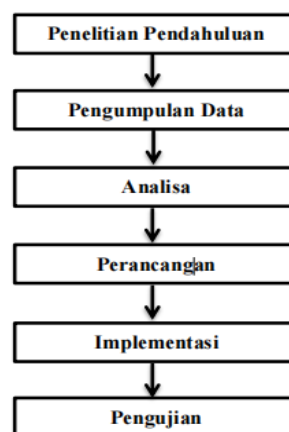 Penelitian Pendahuluan
Pengumpulan Data
Analisa
Perancangan
Implementasi
Pengujian